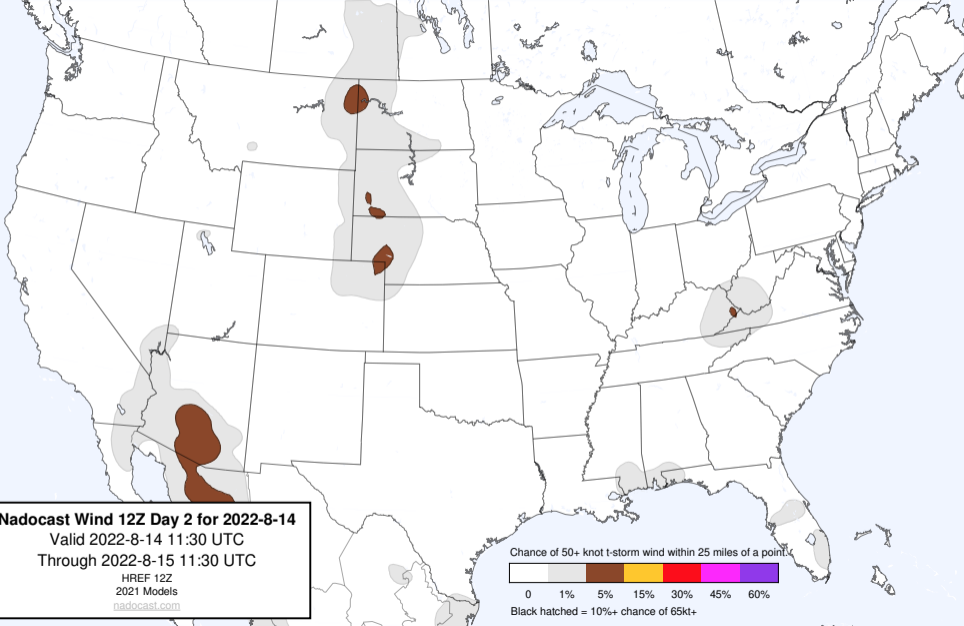 Nadocast Wind 12Z Day 2 for 2022-8-14
Valid 2022-8-14 11:30 UTC
Through 2022-8-15 11:30 UTC
HREF 12Z
2021 Models
nadocast.com
Chance of 50+ knot t-storm wind within 25 miles of a point.
0 1% 5% 15% 30% 45% 60%
Black hatched = 10%+ chance of 65kt+